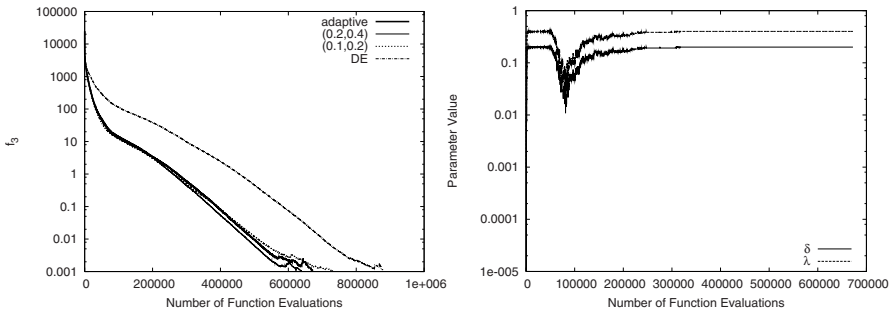 100000
10000
1000
100
10
1
0.1
0.01
0.001
0
200000
400000
600000
800000
1e+06
f3
Number of Function Evaluations
adaptive
(0.2,0.4)
(0.1,0.2)
DE
1
0.1
0.01
0.001
0.0001
1e-005
0
100000
200000
300000
400000
500000
600000
700000
Parameter Value
Number of Function Evaluations
δ
λ